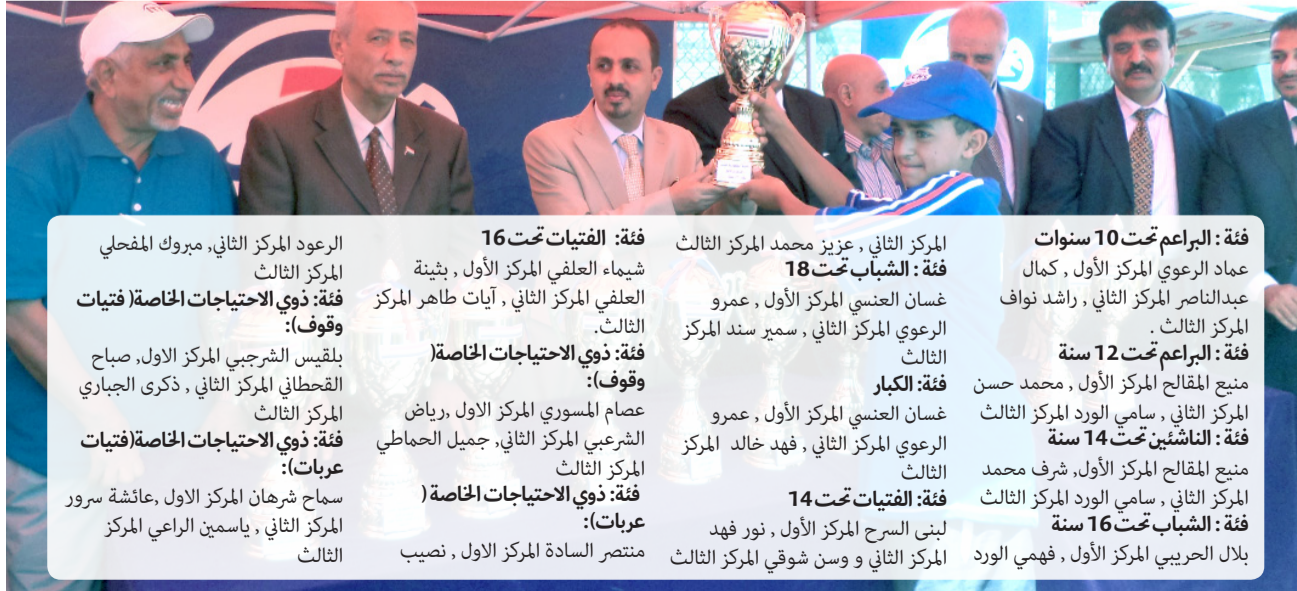 فئة : البراعم تحت 10 سنوات
عماد الرعوي المركز الأول , كمال
عبدالناصر المركز الثاني , راشد نواف
المركز الثالث .
فئة : البراعم تحت 12 سنة
منيع المقالح المركز الأول , محمد حسن
المركز الثاني , سامي الورد المركز الثالث
فئة : الناشئين تحت 14 سنة
منيع المقالح المركز الأول, شرف محمد
المركز الثاني , سامي الورد المركز الثالث
فئة : الشباب تحت 16 سنة
بلال الحريبي المركز الأول , فهمي الورد
المركز الثاني , عزيز محمد المركز الثالث
فئة : الشباب تحت 18
غسان العنسي المركز الأول , عمرو
الرعوي المركز الثاني , سمير سند المركز
الثالث
فئة: الكبار
غسان العنسي المركز الأول , عمرو
الرعوي المركز الثاني , فهد خالد المركز
الثالث
فئة: الفتيات تحت 14
لبنى السرح المركز الأول , نور فهد
المركز الثاني و وسن شوقي المركز الثالث
فئة: الفتيات تحت 16
شيماء العلفي المركز الأول , بثينة
العلفي المركز الثاني , آيات طاهر المركز
الثالث.
فئة: ذوي الاحتياجات الخاصة(
وقوف):
عصام المسوري المركز الاول ,رياض
الشرعبي المركز الثاني, جميل الحماطي
المركز الثالث
فئة: ذوي الاحتياجات الخاصة (
عربات):
منتصر السادة المركز الاول , نصيب
الرعود المركز الثاني, مبروك المفحلي
المركز الثالث
فئة: ذوي الاحتياجات الخاصة( فتيات
وقوف):
بلقيس الشرجبي المركز الاول, صباح
القحطاني المركز الثاني , ذكرى الجباري
المركز الثالث
فئة: ذوي الاحتياجات الخاصة(فتيات
عربات):
سماح شرهان المركز الاول ,عائشة سرور
المركز الثاني , ياسمين الراعي المركز
الثالث